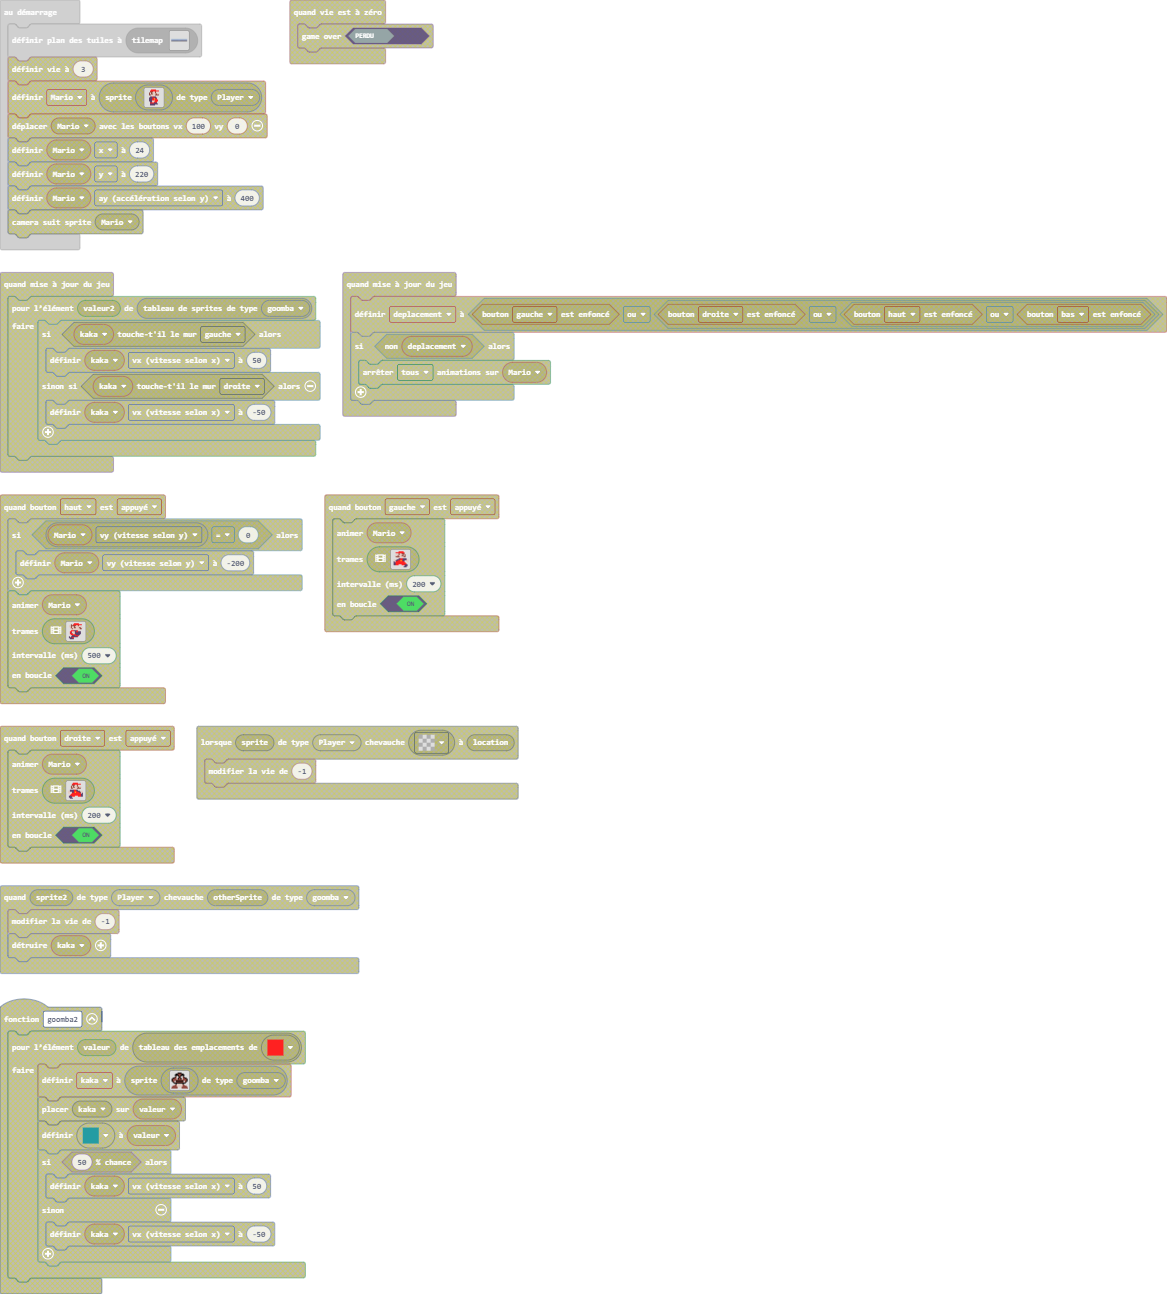 au démarrage
définir plan des tuiles à tilemap
définir vie à 3
définir Mario à sprite de type Player
déplacer Mario avec les boutons vx 100 vy 0
définir Mario x à 24
définir Mario y à 220
définir Mario ay (accélération selon y) à 400
camera suit sprite Mario
quand vie est à zéro
game over PERDU
quand mise à jour du jeu
pour l'élément valeur2 de tableau de sprites de type goomba
faire
si kaka touche-t'il le mur gauche alors
définir kaka vx (vitesse selon x) à 50
sinon si kaka touche-t'il le mur droite alors
définir kaka vx (vitesse selon x) à -50
quand mise à jour du jeu
définir deplacement à bouton gauche est enfoncé ou bouton droite est enfoncé ou bouton haut est enfoncé ou bouton bas est enfoncé
si non deplacement alors
arrêter tous animations sur Mario
quand bouton haut est appuyé
si Mario vy (vitesse selon y) = 0 alors
définir Mario vy (vitesse selon y) à -200
animer Mario
trames
intervalle (ms) 500
en boucle ON
quand bouton gauche est appuyé
animer Mario
trames
intervalle (ms) 200
en boucle ON
quand bouton droite est appuyé
animer Mario
trames
intervalle (ms) 200
en boucle ON
lorsque sprite de type Player chevauche à location
modifier la vie de -1
quand sprite2 de type Player chevauche otherSprite de type goomba
modifier la vie de -1
détruire kaka
fonction goomba2
pour l'élément valeur de tableau des emplacements de
faire
définir kaka à sprite de type goomba
placer kaka sur valeur
définir à valeur
si 50 % chance alors
définir kaka vx (vitesse selon x) à 50
sinon
définir kaka vx (vitesse selon x) à -50